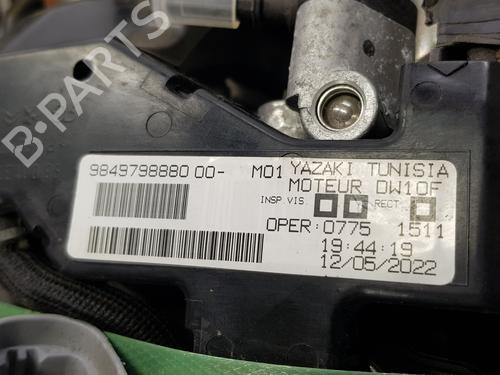 B-PARTS
9849798880 00- M01 YAZAKI TUNISIA
MOTEUR DW10F
INSP VIS RECT
OPER:0775 1511
19:44:19
12/05/2022